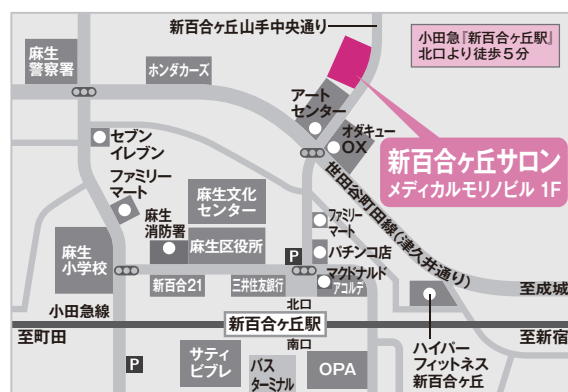 新百合ヶ丘山手中央通り
小田急『新百合ヶ丘駅』
北口より徒歩5分
麻生
警察署
ホンダカーズ
アート
センター
オダキュー
OX
新百合ヶ丘サロン
メディカルモリノビル 1F
セブン
イレブン
ファミリー
マート
世田谷町田線(津久井通り)
麻生文化
センター
麻生
消防署
麻生区役所
ファミリー
マート
パチンコ店
麻生
小学校
P
新百合21
三井住友銀行
マクドナルド
アコルデ
北口
至成城
小田急線
新百合ヶ丘駅
至町田
至新宿
南口
P
サティ
ビブレ
バス
ターミナル
OPA
ハイパー
フィットネス
新百合ヶ丘